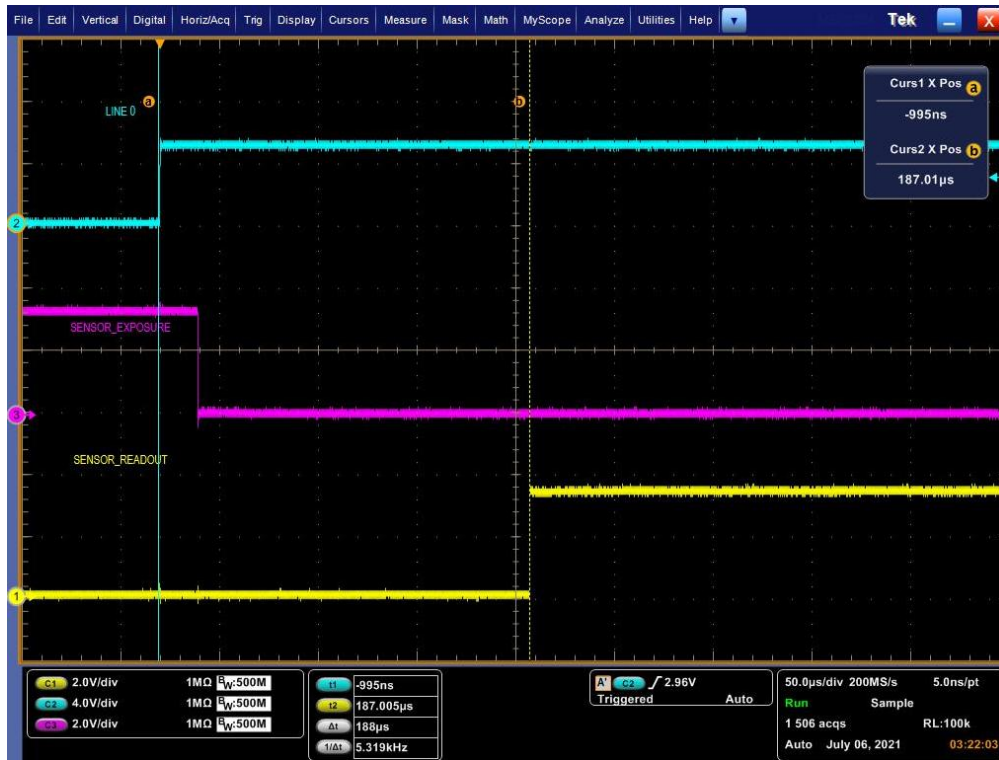 File Edit Vertical Digital Horiz/Acq Trig Display Cursors Measure Mask Math MyScope Analyze Utilities Help Tek X
Curs1 X Pos a
-995ns
Curs2 X Pos b
187.01µs
LINE 0
a
b
2
SENSOR_EXPOSURE
3
SENSOR_READOUT
1
C1 2.0V/div 1MΩ BW:500M
C2 4.0V/div 1MΩ BW:500M
C3 2.0V/div 1MΩ BW:500M
t1 -995ns
t2 187.005µs
Δt 188µs
1/Δt 5.319kHz
A' C2 / 2.96V
Triggered Auto
50.0µs/div 200MS/s 5.0ns/pt
Run Sample
1 506 acqs RL:100k
Auto July 06, 2021 03:22:03